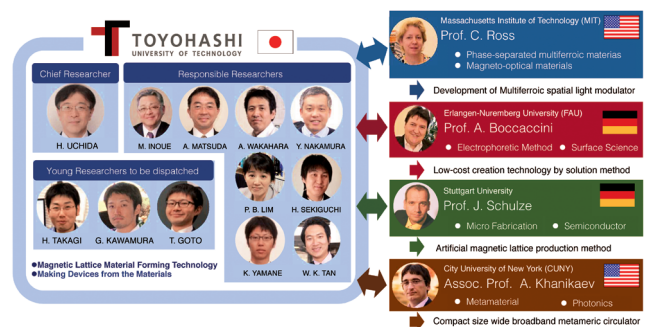 TOYOHASHI
UNIVERSITY OF TECHNOLOGY
Chief Researcher
H. UCHIDA
Responsible Researchers
M. INOUE
A. MATSUDA
A. WAKAHARA
Y. NAKAMURA
P. B. LIM
H. SEKIGUCHI
K. YAMANE
W. K. TAN
Young Researchers to be dispatched
H. TAKAGI
G. KAWAMURA
T. GOTO
●Magnetic Lattice Material Forming Technology
●Making Devices from the Materials
Massachusetts Institute of Technology (MIT)
Prof. C. Ross
● Phase-separated multiferroic materias
● Magneto-optical materials
Development of Multiferroic spatial light modulator
Erlangen-Nuremberg University (FAU)
Prof. A. Boccaccini
● Electrophoretic Method ● Surface Science
Low-cost creation technology by solution method
Stuttgart University
Prof. J. Schulze
● Micro Fabrication ● Semiconductor
Artificial magnetic lattice production method
City University of New York (CUNY)
Assoc. Prof. A. Khanikaev
● Metamaterial ● Photonics
Compact size wide broadband metameric circulator